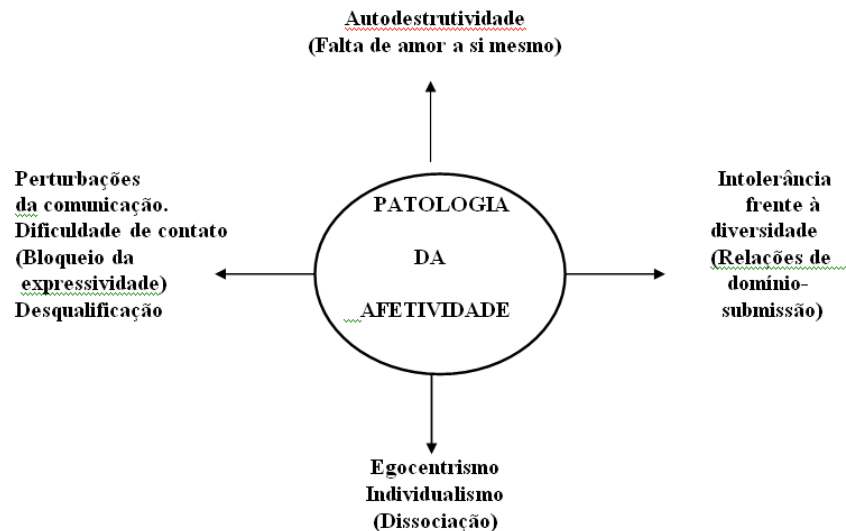 Autodestrutividade
(Falta de amor a si mesmo)
Perturbações
da comunicação.
Dificuldade de contato
(Bloqueio da
expressividade)
Desqualificação
PATOLOGIA
DA
AFETIVIDADE
Intolerância
frente à
diversidade
(Relações de
domínio-
submissão)
Egocentrismo
Individualismo
(Dissociação)